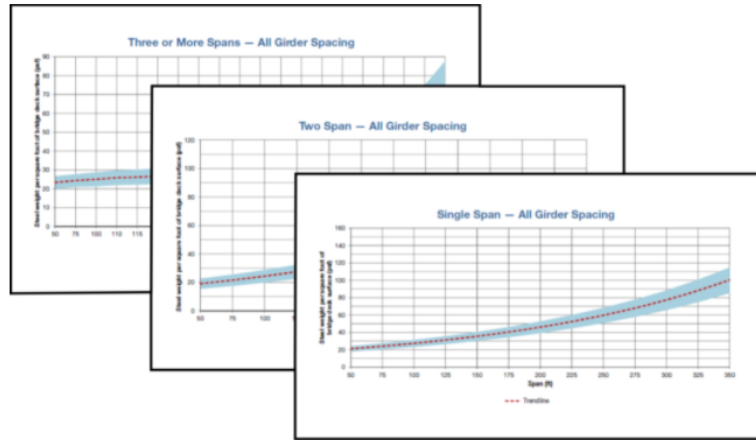 Three or More Spans — All Girder Spacing
Steel weight per square foot of bridge deck surface (psf)
90
80
70
60
50
40
30
20
10
0
50 75 100 110 115
Two Span — All Girder Spacing
Steel weight per square foot of bridge deck surface (psf)
120
100
80
60
40
20
0
50 75 100
Single Span — All Girder Spacing
Steel weight per square foot of
bridge deck surface (psf)
160
140
120
100
80
60
40
20
0
50 75 100 125 150 175 200 225 250 275 300 325 350
Span (ft)
Trendline